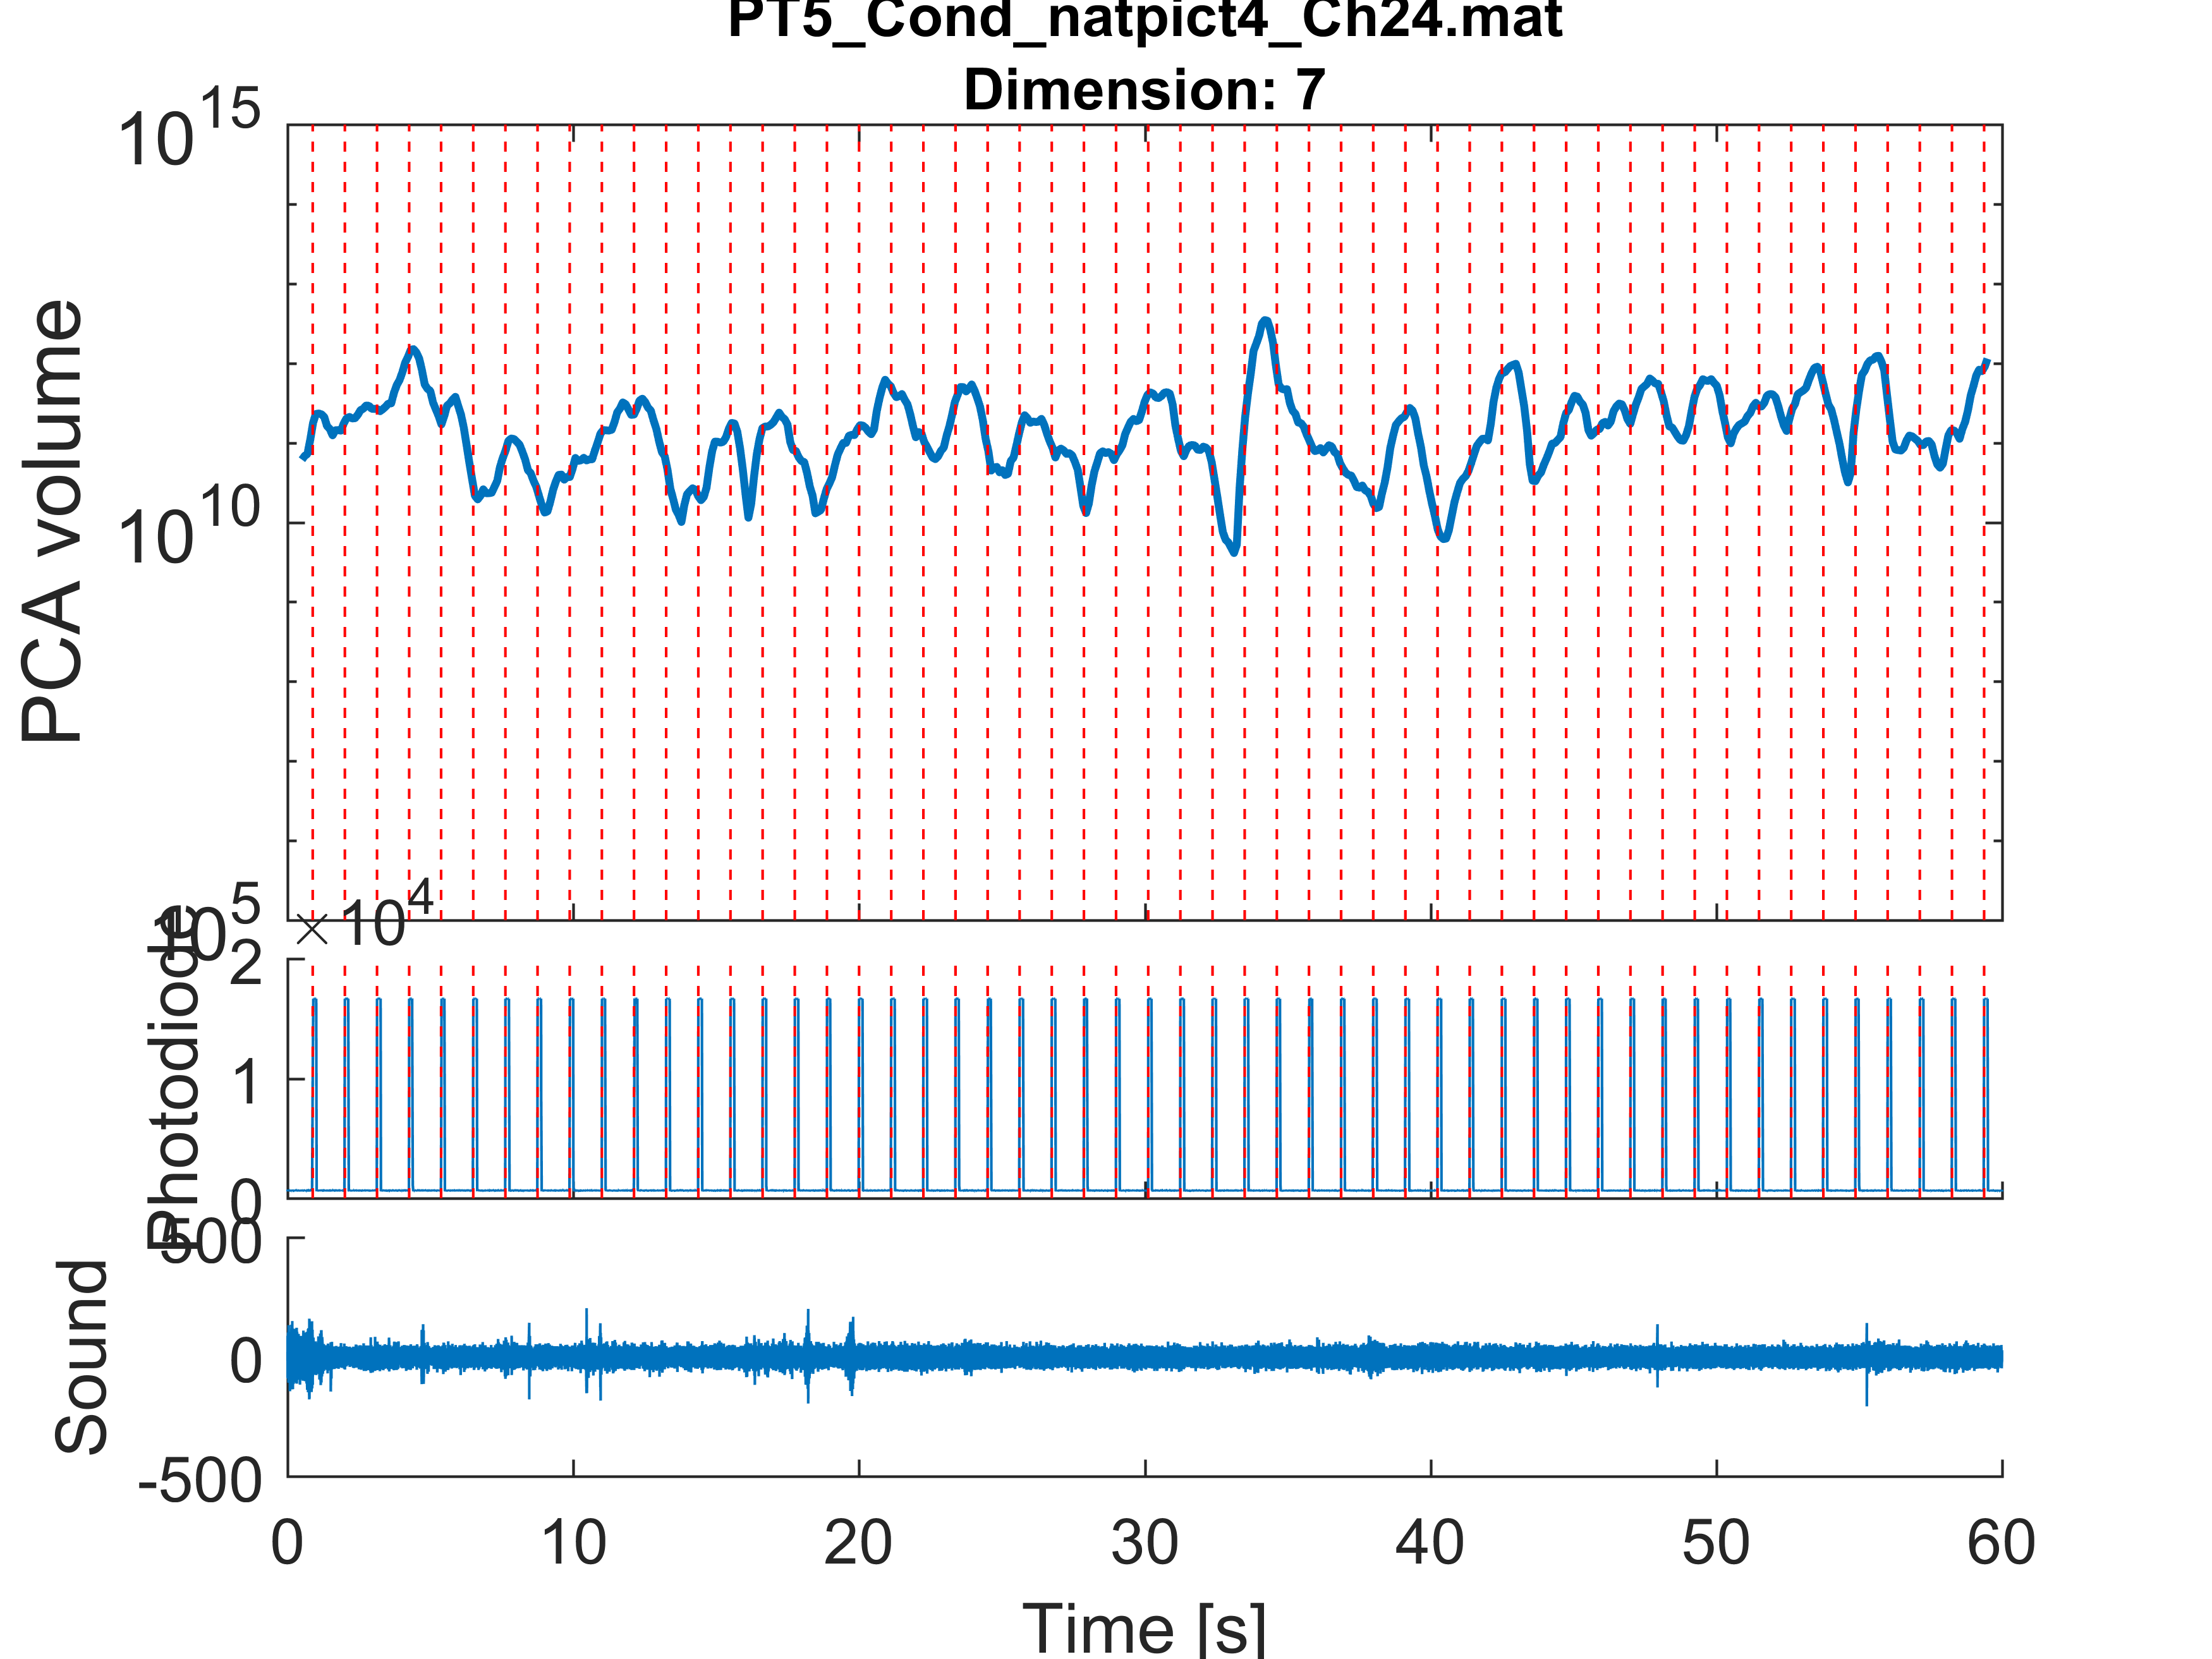 PT5_Cond_natpict4_Ch24.mat
Dimension: 7
10^15
10^10
10^5
PCA volume
×10^4
2
1
0
Photodiode
500
0
-500
Sound
0 10 20 30 40 50 60
Time [s]